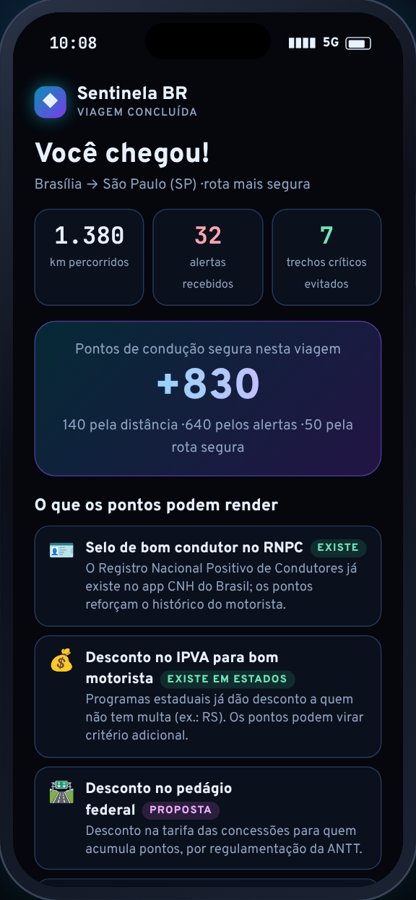 10:08
5G
Sentinela BR
VIAGEM CONCLUÍDA
Você chegou!
Brasília → São Paulo (SP) ·rota mais segura
1.380
km percorridos
32
alertas
recebidos
7
trechos críticos
evitados
Pontos de condução segura nesta viagem
+830
140 pela distância ·640 pelos alertas ·50 pela
rota segura
O que os pontos podem render
Selo de bom condutor no RNPC EXISTE
O Registro Nacional Positivo de Condutores já
existe no app CNH do Brasil; os pontos
reforçam o histórico do motorista.
Desconto no IPVA para bom
motorista EXISTE EM ESTADOS
Programas estaduais já dão desconto a quem
não tem multa (ex.: RS). Os pontos podem virar
critério adicional.
Desconto no pedágio
federal PROPOSTA
Desconto na tarifa das concessões para quem
acumula pontos, por regulamentação da ANTT.